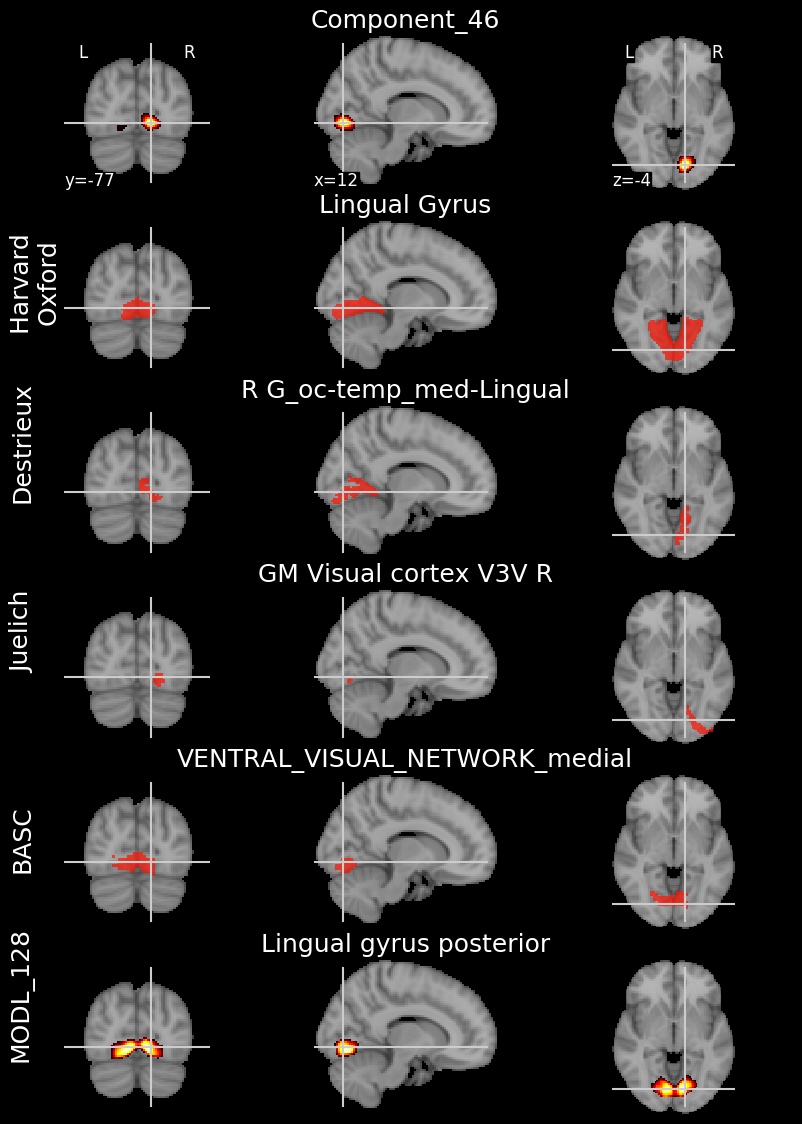 Component_46
L R L R
y=-77 x=12 z=-4
Lingual Gyrus
Harvard
Oxford
R G_oc-temp_med-Lingual
Destrieux
GM Visual cortex V3V R
Juelich
VENTRAL_VISUAL_NETWORK_medial
BASC
Lingual gyrus posterior
MODL_128